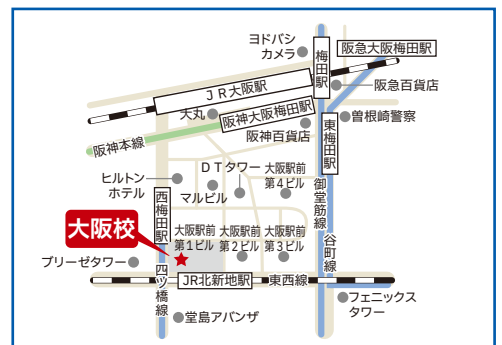 ヨドバシ
カメラ
梅田駅
阪急大阪梅田駅
JR大阪駅
阪急百貨店
大丸
阪神大阪梅田駅
阪神百貨店
東梅田駅
曽根崎警察
阪神本線
ヒルトン
ホテル
DTタワー
マルビル
大阪駅前
第4ビル
御堂筋線
谷町線
西梅田駅
大阪校
大阪駅前
第1ビル
大阪駅前
第2ビル
大阪駅前
第3ビル
ブリーゼタワー
四ツ橋線
JR北新地駅
東西線
フェニックス
タワー
堂島アバンザ